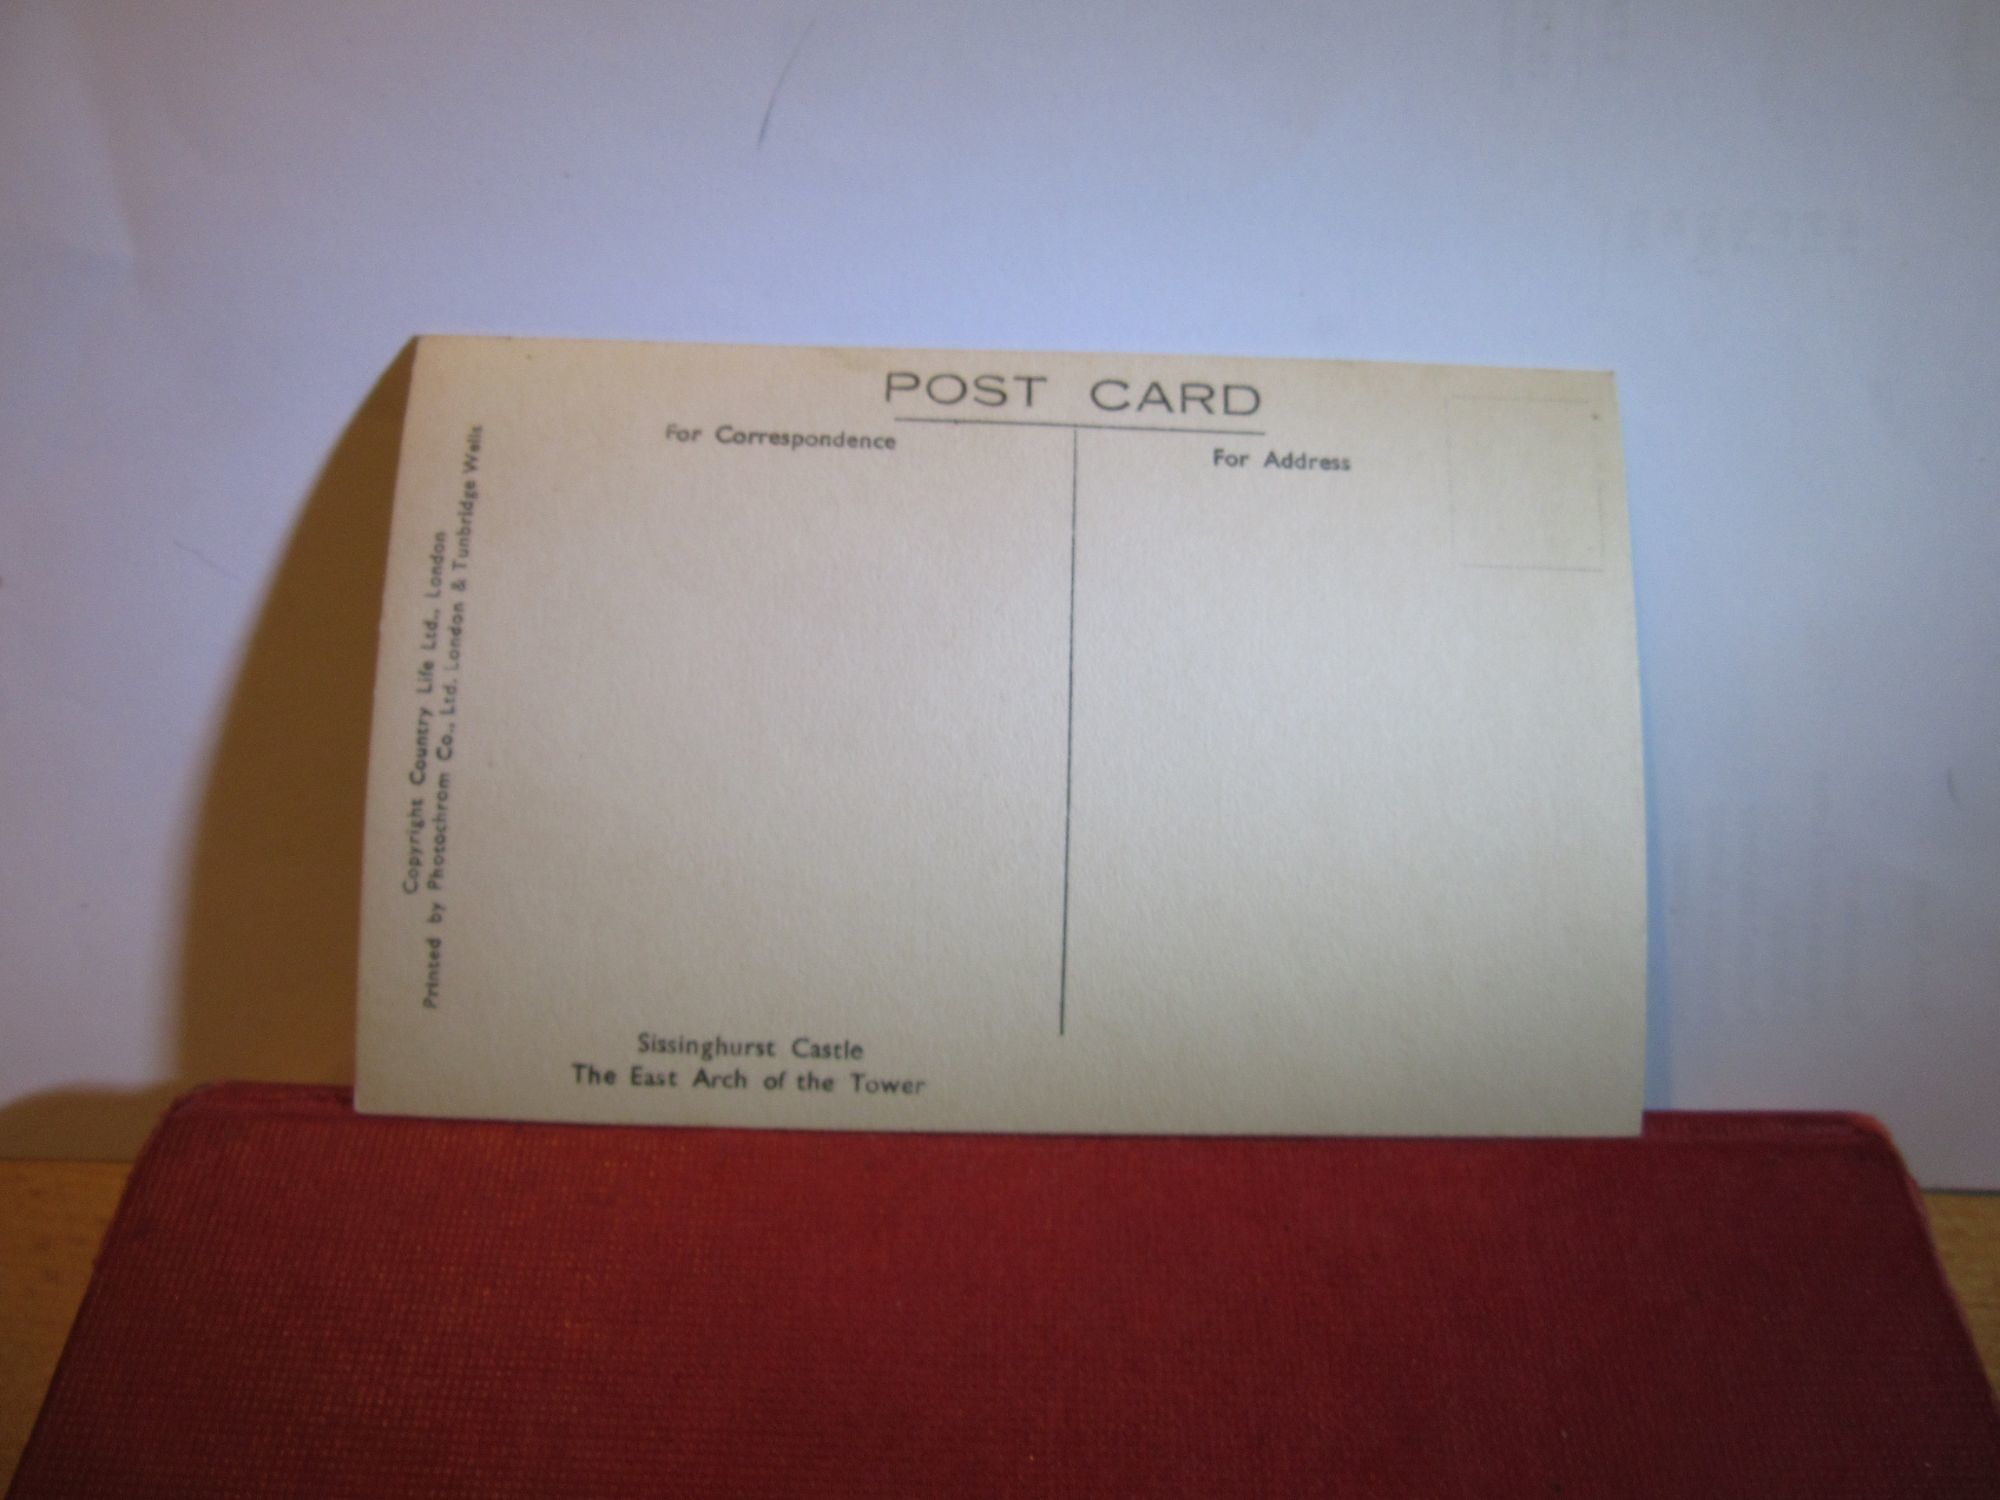 POST CARD
For Correspondence
For Address
Copyright Country Life Ltd., London
Printed by Photochrom Co., Ltd. London & Tunbridge Wells
Sissinghurst Castle
The East Arch of the Tower